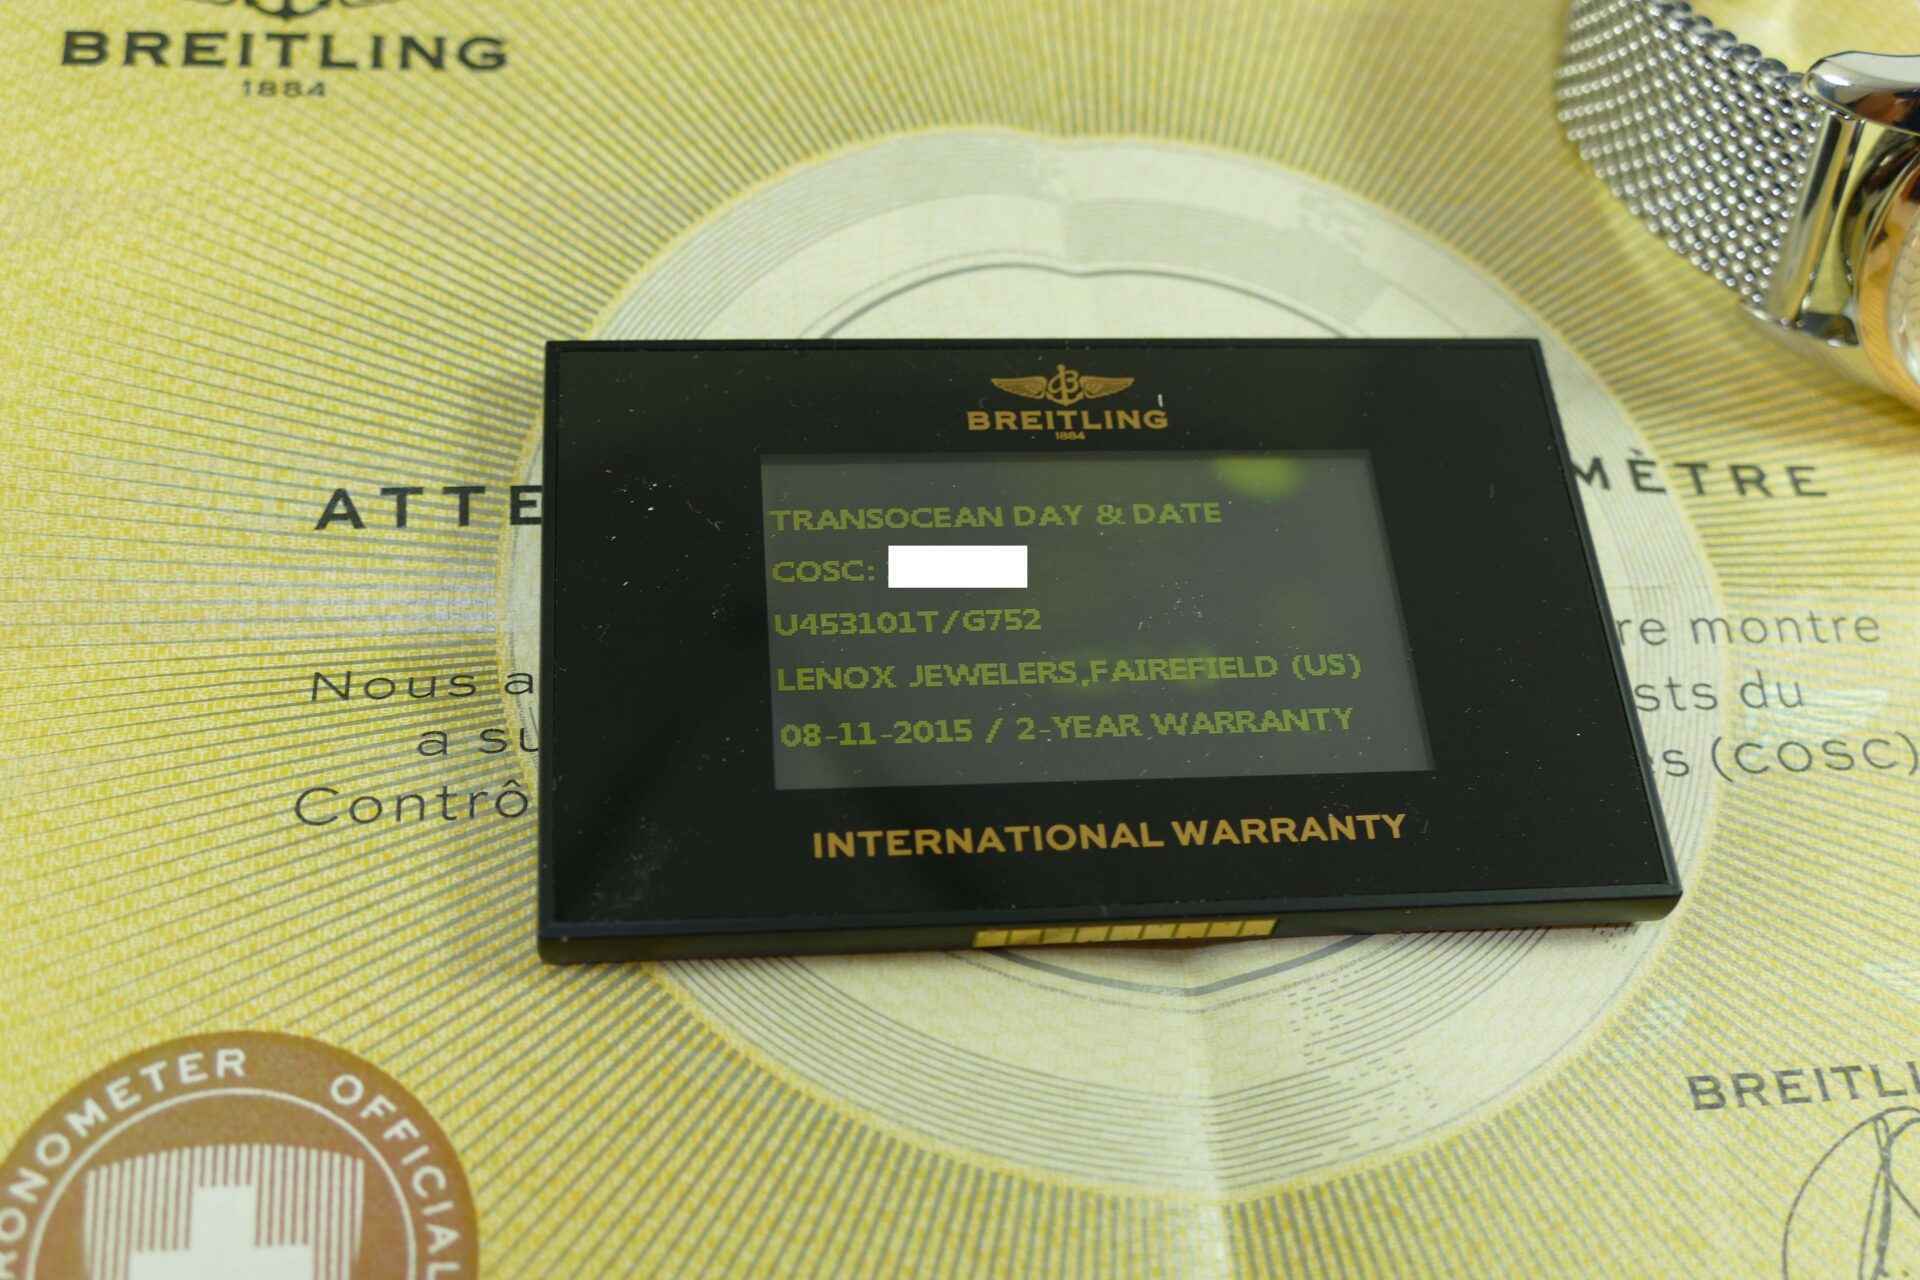 BREITLING
1884
BREITLING
1884
TRANSOCEAN DAY & DATE
COSC:
U453101T/G752
LENOX JEWELERS,FAIREFIELD (US)
08-11-2015 / 2-YEAR WARRANTY
INTERNATIONAL WARRANTY
ATTE
MÈTRE
Nous a
re montre
a su
sts du
Contrô
s (COSC)
RONOMETER OFFICIAL
BREITLI